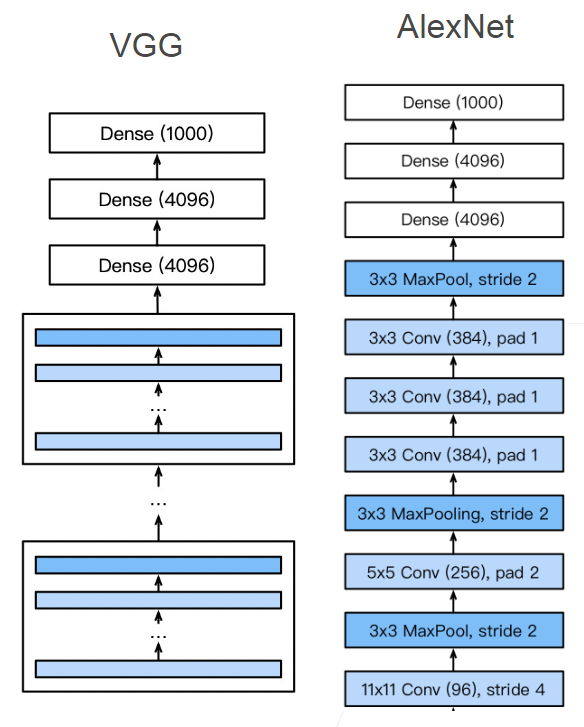 VGG
Dense (1000)
Dense (4096)
Dense (4096)
...
...
...
AlexNet
Dense (1000)
Dense (4096)
Dense (4096)
3x3 MaxPool, stride 2
3x3 Conv (384), pad 1
3x3 Conv (384), pad 1
3x3 Conv (384), pad 1
3x3 MaxPooling, stride 2
5x5 Conv (256), pad 2
3x3 MaxPool, stride 2
11x11 Conv (96), stride 4